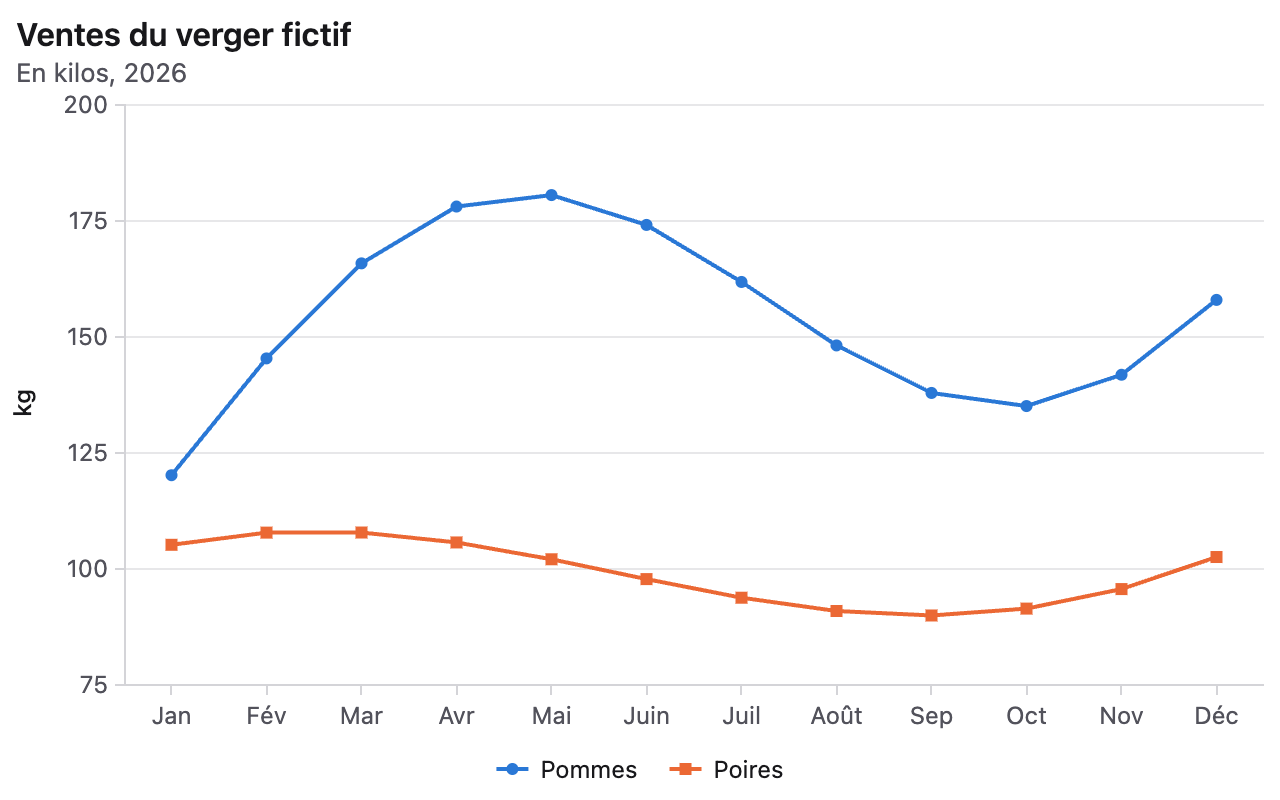 Ventes du verger fictif
En kilos, 2026
200
175
150
125
100
75
kg
Jan Fév Mar Avr Mai Juin Juil Août Sep Oct Nov Déc
Pommes Poires